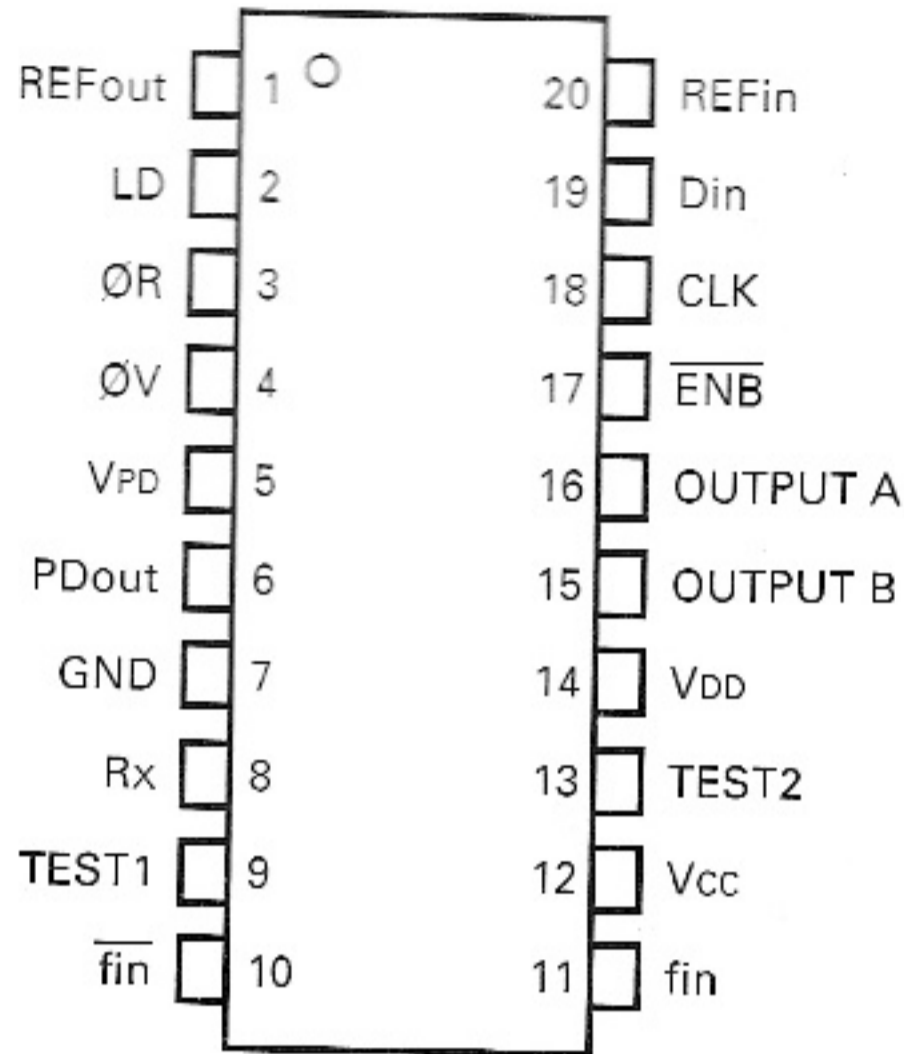 REFout 1 20 REFin
LD 2 19 Din
ØR 3 18 CLK
ØV 4 17 E̅N̅B̅
VPD 5 16 OUTPUT A
PDout 6 15 OUTPUT B
GND 7 14 VDD
Rx 8 13 TEST2
TEST1 9 12 VCC
f̅i̅n̅ 10 11 fin